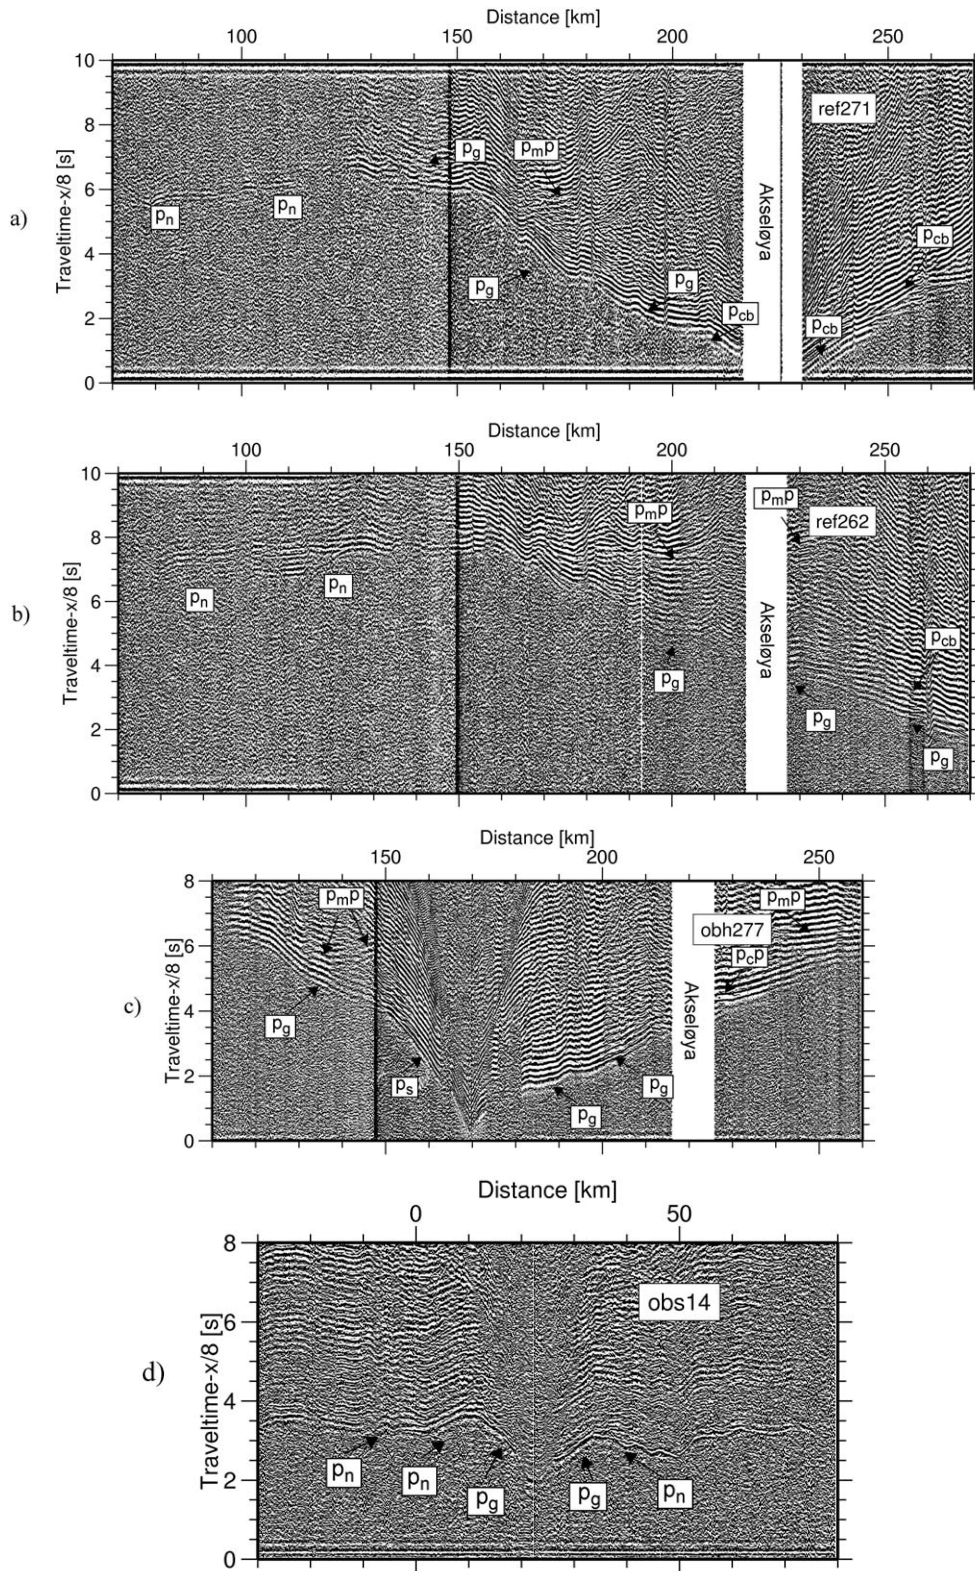 Distance [km]
100 150 200 250
a)
Traveltime-x/8 [s]
10
8
6
4
2
0
ref271
pg
pmp
pn
pn
pg
pg
pcb
pcb
pcb
Akseløya
Distance [km]
100 150 200 250
b)
Traveltime-x/8 [s]
10
8
6
4
2
0
pmp
pmp
ref262
pn
pn
pg
pcb
pg
pg
Akseløya
Distance [km]
150 200 250
c)
Traveltime-x/8 [s]
8
6
4
2
0
pmp
pmp
obh277
pcp
pg
ps
pg
pg
Akseløya
Distance [km]
0 50
d)
Traveltime-x/8 [s]
8
6
4
2
0
obs14
pn
pn
pg
pg
pn